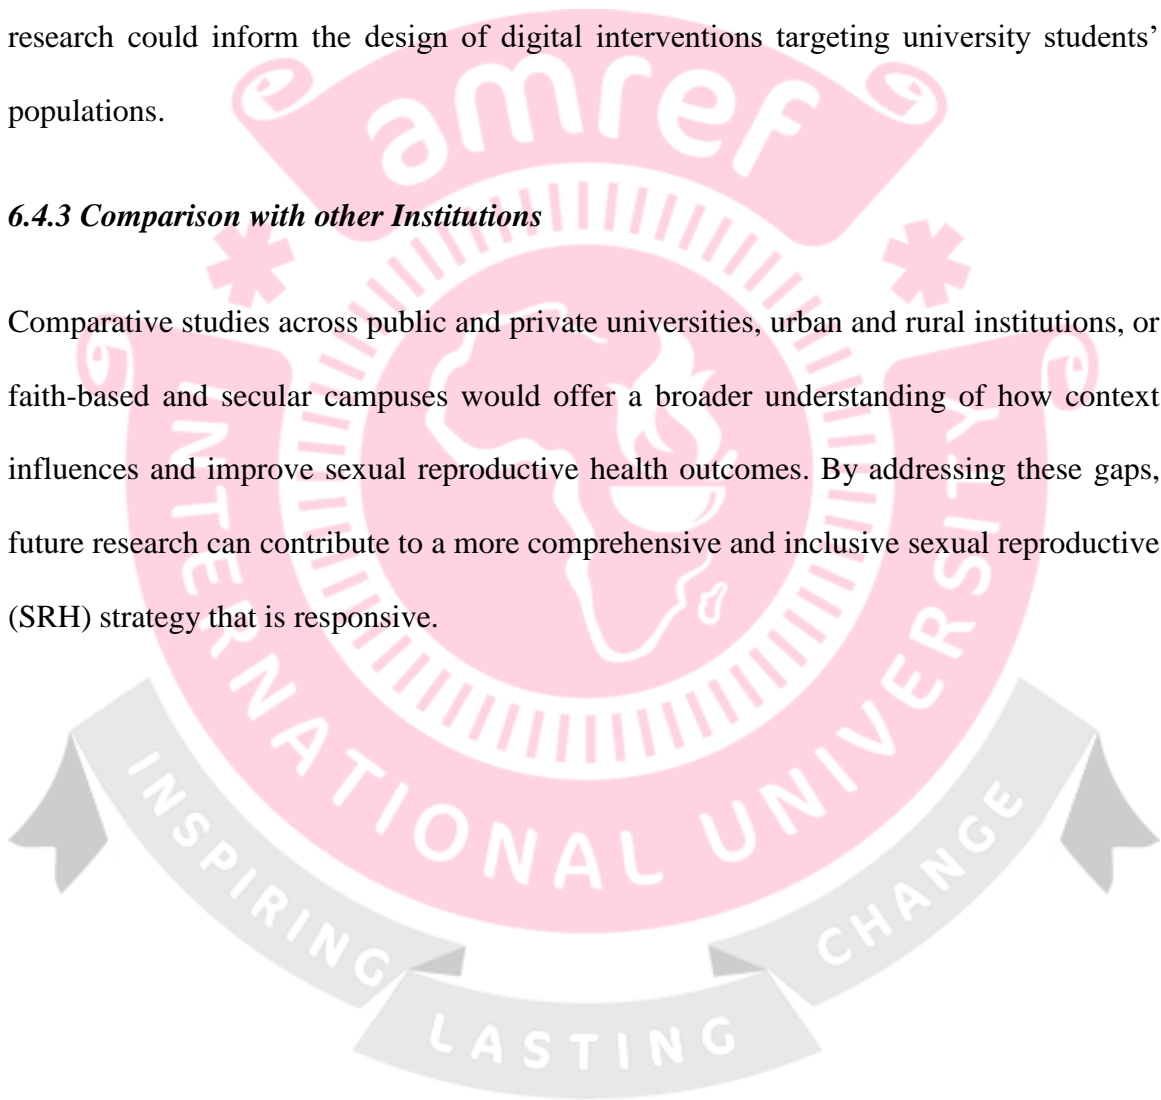 research could inform the design of digital interventions targeting university students’
populations.
6.4.3 Comparison with other Institutions
Comparative studies across public and private universities, urban and rural institutions, or
faith-based and secular campuses would offer a broader understanding of how context
influences and improve sexual reproductive health outcomes. By addressing these gaps,
future research can contribute to a more comprehensive and inclusive sexual reproductive
(SRH) strategy that is responsive.
amref
INTERNATIONAL UNIVERSITY
INSPIRING LASTING CHANGE